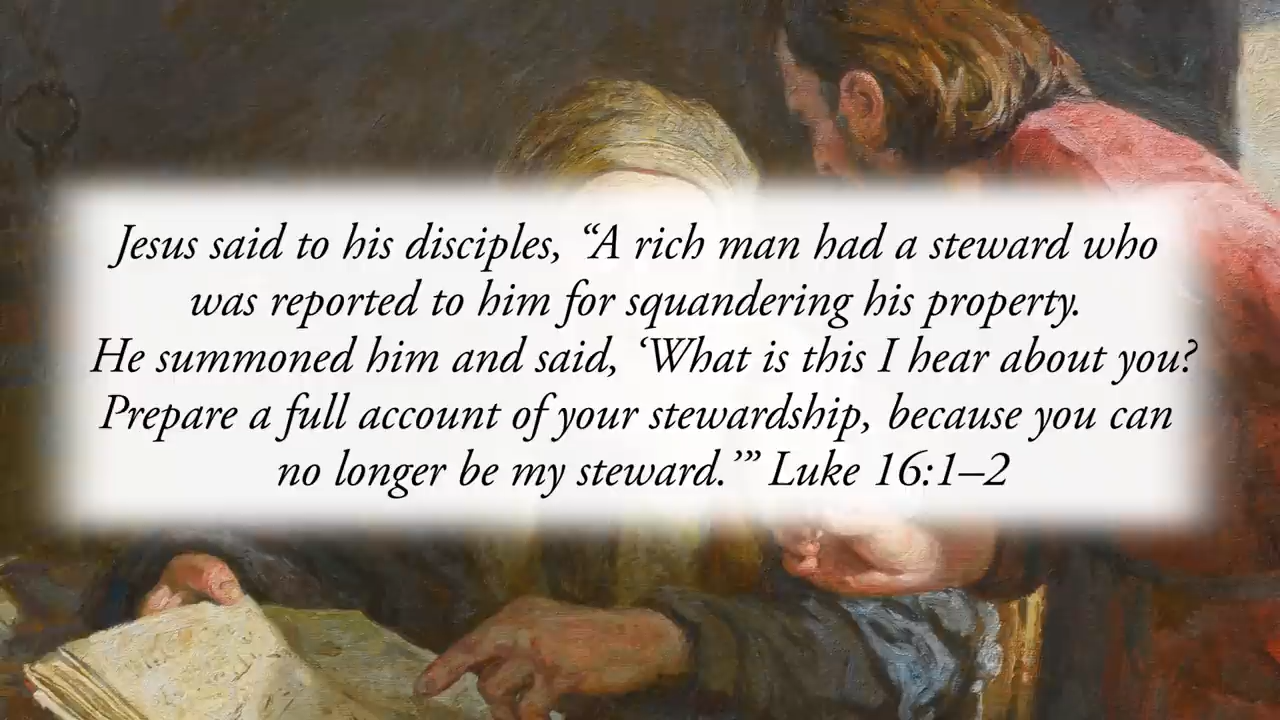 Jesus said to his disciples, “A rich man had a steward who
was reported to him for squandering his property.
He summoned him and said, ‘What is this I hear about you?
Prepare a full account of your stewardship, because you can
no longer be my steward.’” Luke 16:1–2